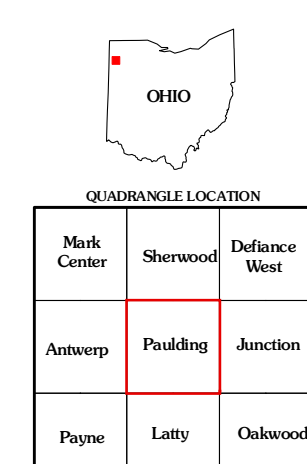 OHIO
QUADRANGLE LOCATION
Mark
Center
Sherwood
Defiance
West
Antwerp
Paulding
Junction
Payne
Latty
Oakwood